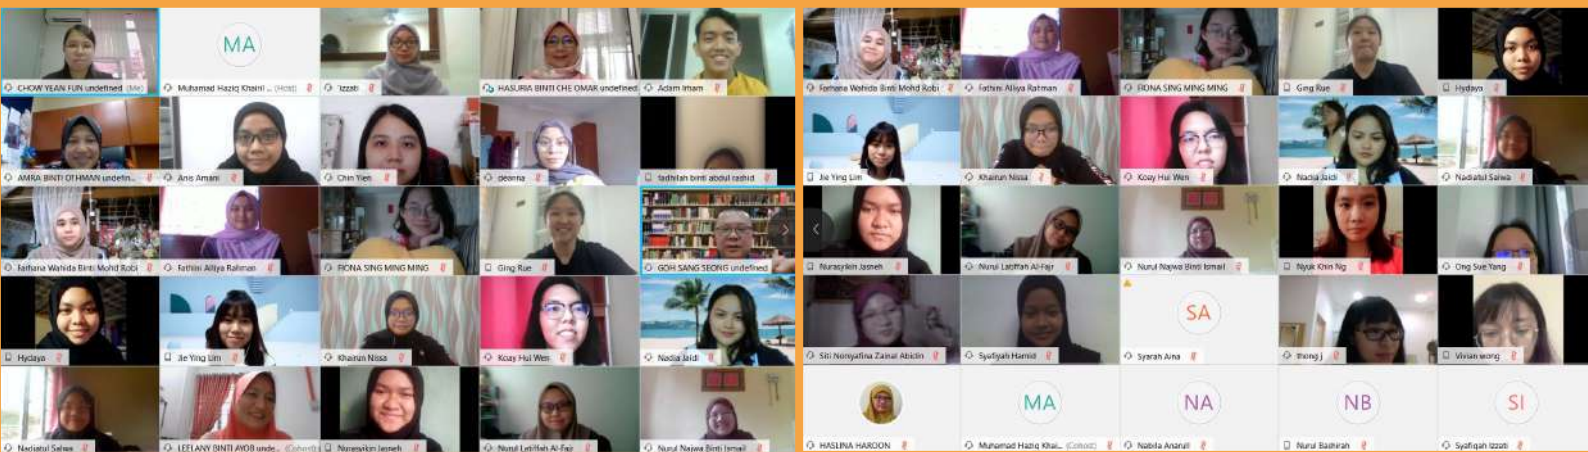 CHOW YEAN FUN undefined (Me)
MA
Muhamad Haziq Khairil ... (Host)
'Izzati
HASURIA BINTI CHE OMAR undefined
Adam Irham
AMRA BINTI OTHMAN undefin...
Anis Amani
Chin Yien
deanna
fadhilah binti abdul rashid
Farhana Wahida Binti Mohd Robi
Fathini Alliya Rahman
FIONA SING MING MING
Ging Rue
GOH SANG SEONG undefined
Hydaya
Jie Ying Lim
Khairun Nissa
Koay Hui Wen
Nadia Jaidi
Nadiatul Salwa
LEELANY BINTI AYOB unde... (Cohost)
Nurasyikin Jasneh
Nurul Latiffah Al-Fajr
Nurul Najwa Binti Ismail
Farhana Wahida Binti Mohd Robi
Fathini Alliya Rahman
FIONA SING MING MING
Ging Rue
Hydaya
Jie Ying Lim
Khairun Nissa
Koay Hui Wen
Nadia Jaidi
Nadiatul Salwa
Nurasyikin Jasneh
Nurul Latiffah Al-Fajr
Nurul Najwa Binti Ismail
Nyuk Khin Ng
Ong Sue Yang
Siti Noriyafina Zainal Abidin
Syafiyah Hamid
SA
Syarah Aina
thong j
Vivian wong
HASLINA HAROON
MA
Muhamad Haziq Khai... (Cohost)
NA
Nabila Anarull
NB
Nurul Bashirah
SI
Syafiqah Izzati